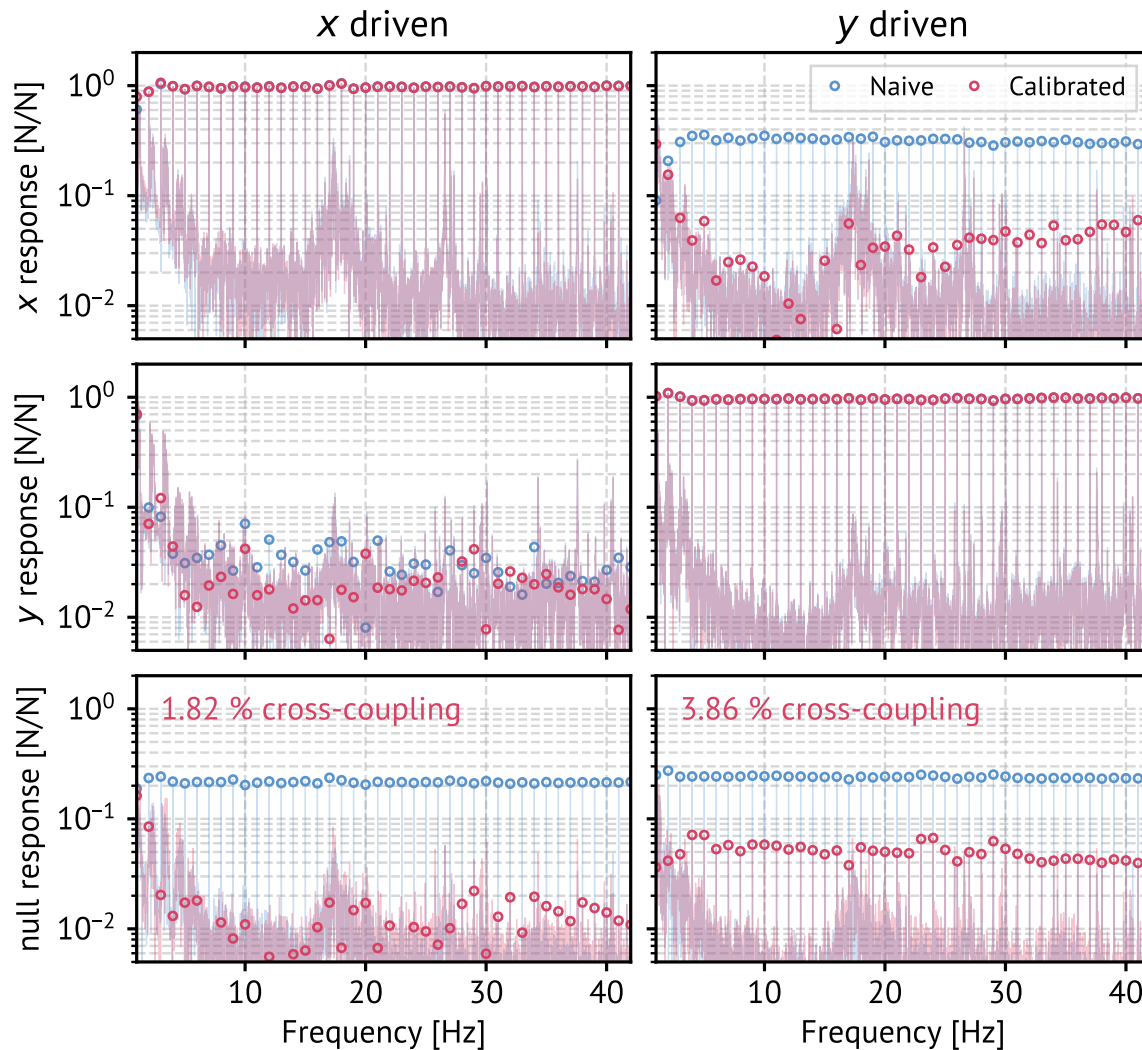 x driven
y driven
x response [N/N]
10⁰
10⁻¹
10⁻²
Naive
Calibrated
y response [N/N]
10⁰
10⁻¹
10⁻²
null response [N/N]
10⁰
10⁻¹
10⁻²
1.82 % cross-coupling
3.86 % cross-coupling
10 20 30 40
10 20 30 40
Frequency [Hz]
Frequency [Hz]